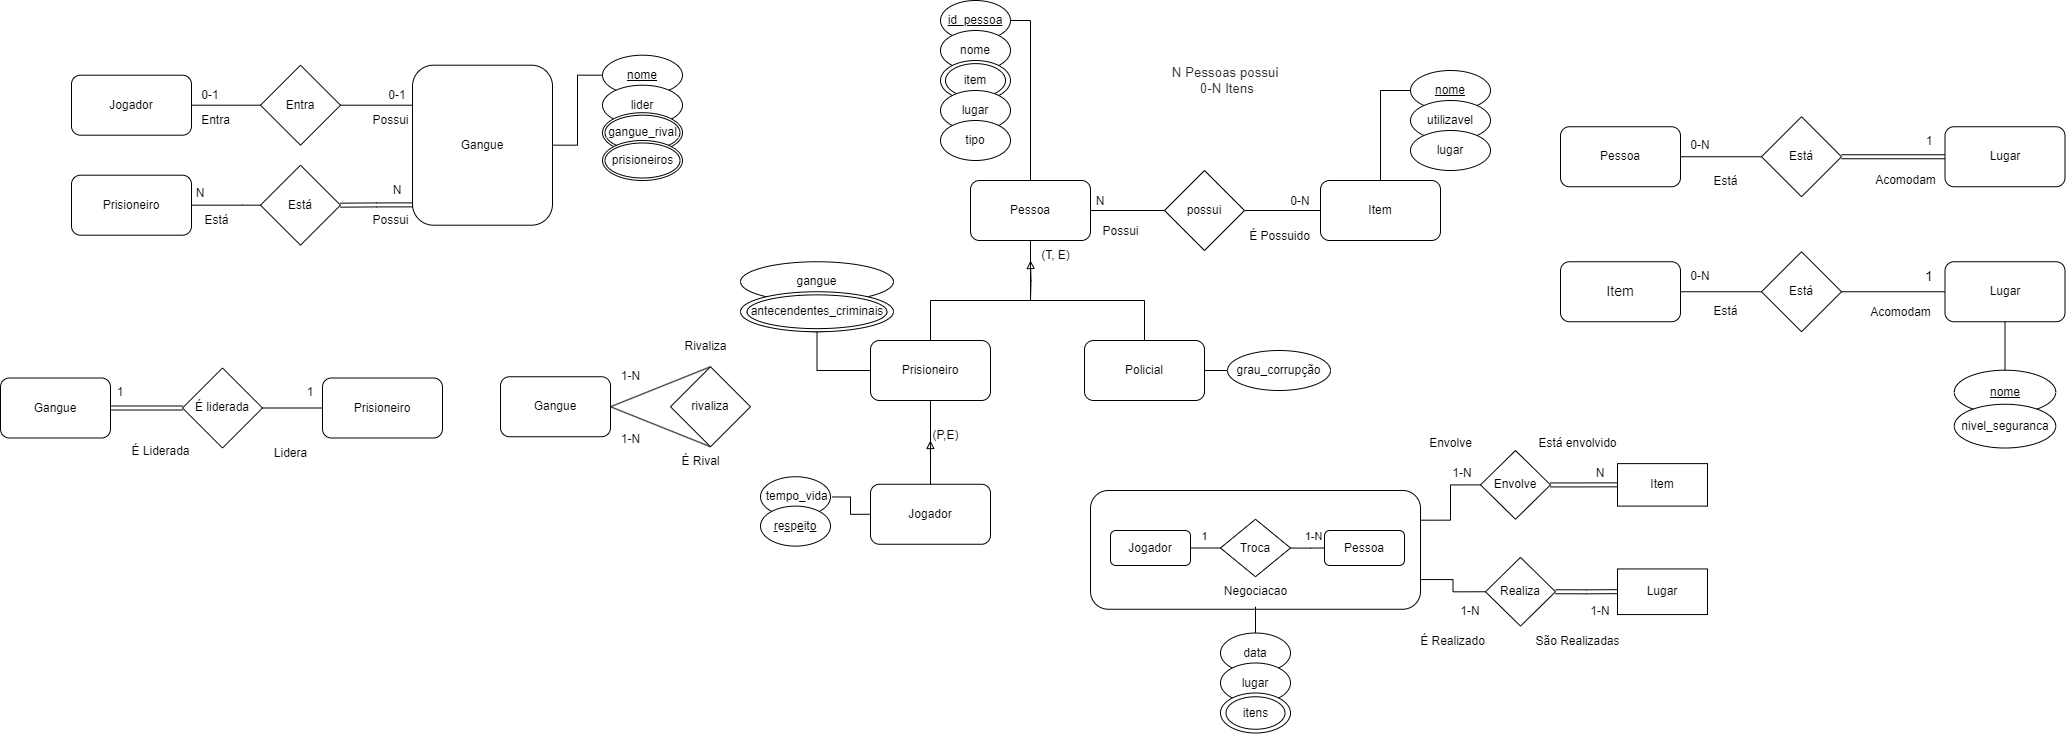 Jogador
0-1
Entra
Entra
0-1
Possui
Prisioneiro
N
Está
Está
N
Possui
Gangue
nome
lider
gangue_rival
prisioneiros
id_pessoa
nome
item
lugar
tipo
N Pessoas possui
0-N Itens
nome
utilizavel
lugar
Pessoa
N
Possui
possui
0-N
É Possuido
Item
(T, E)
Pessoa
0-N
Está
Está
1
Acomodam
Lugar
Item
0-N
Está
Está
1
Acomodam
Lugar
nome
nivel_seguranca
gangue
antecendentes_criminais
Prisioneiro
Policial
grau_corrupção
(P,E)
tempo_vida
respeito
Jogador
Gangue
1
É Liderada
É liderada
1
Lidera
Prisioneiro
Gangue
1-N
1-N
Rivaliza
rivaliza
É Rival
Jogador
1
Troca
1-N
Pessoa
Negociacao
data
lugar
itens
Envolve
1-N
Envolve
Está envolvido
N
Item
1-N
É Realizado
Realiza
1-N
São Realizadas
Lugar